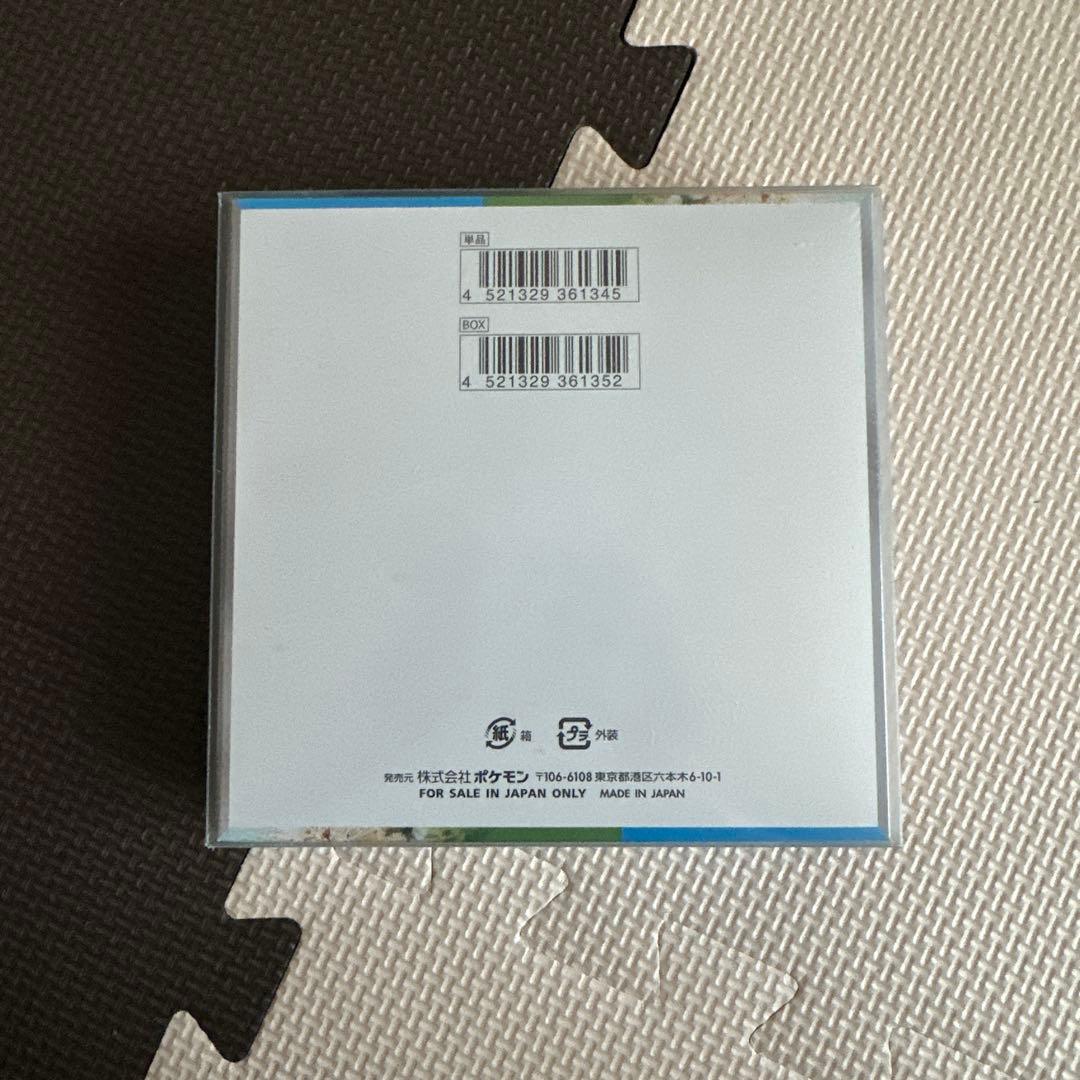 単品
4 521329 361345
BOX
4 521329 361352
紙 箱 プラ 外装
発売元 株式会社 ポケモン 〒106-6108 東京都港区六本木6-10-1
FOR SALE IN JAPAN ONLY MADE IN JAPAN